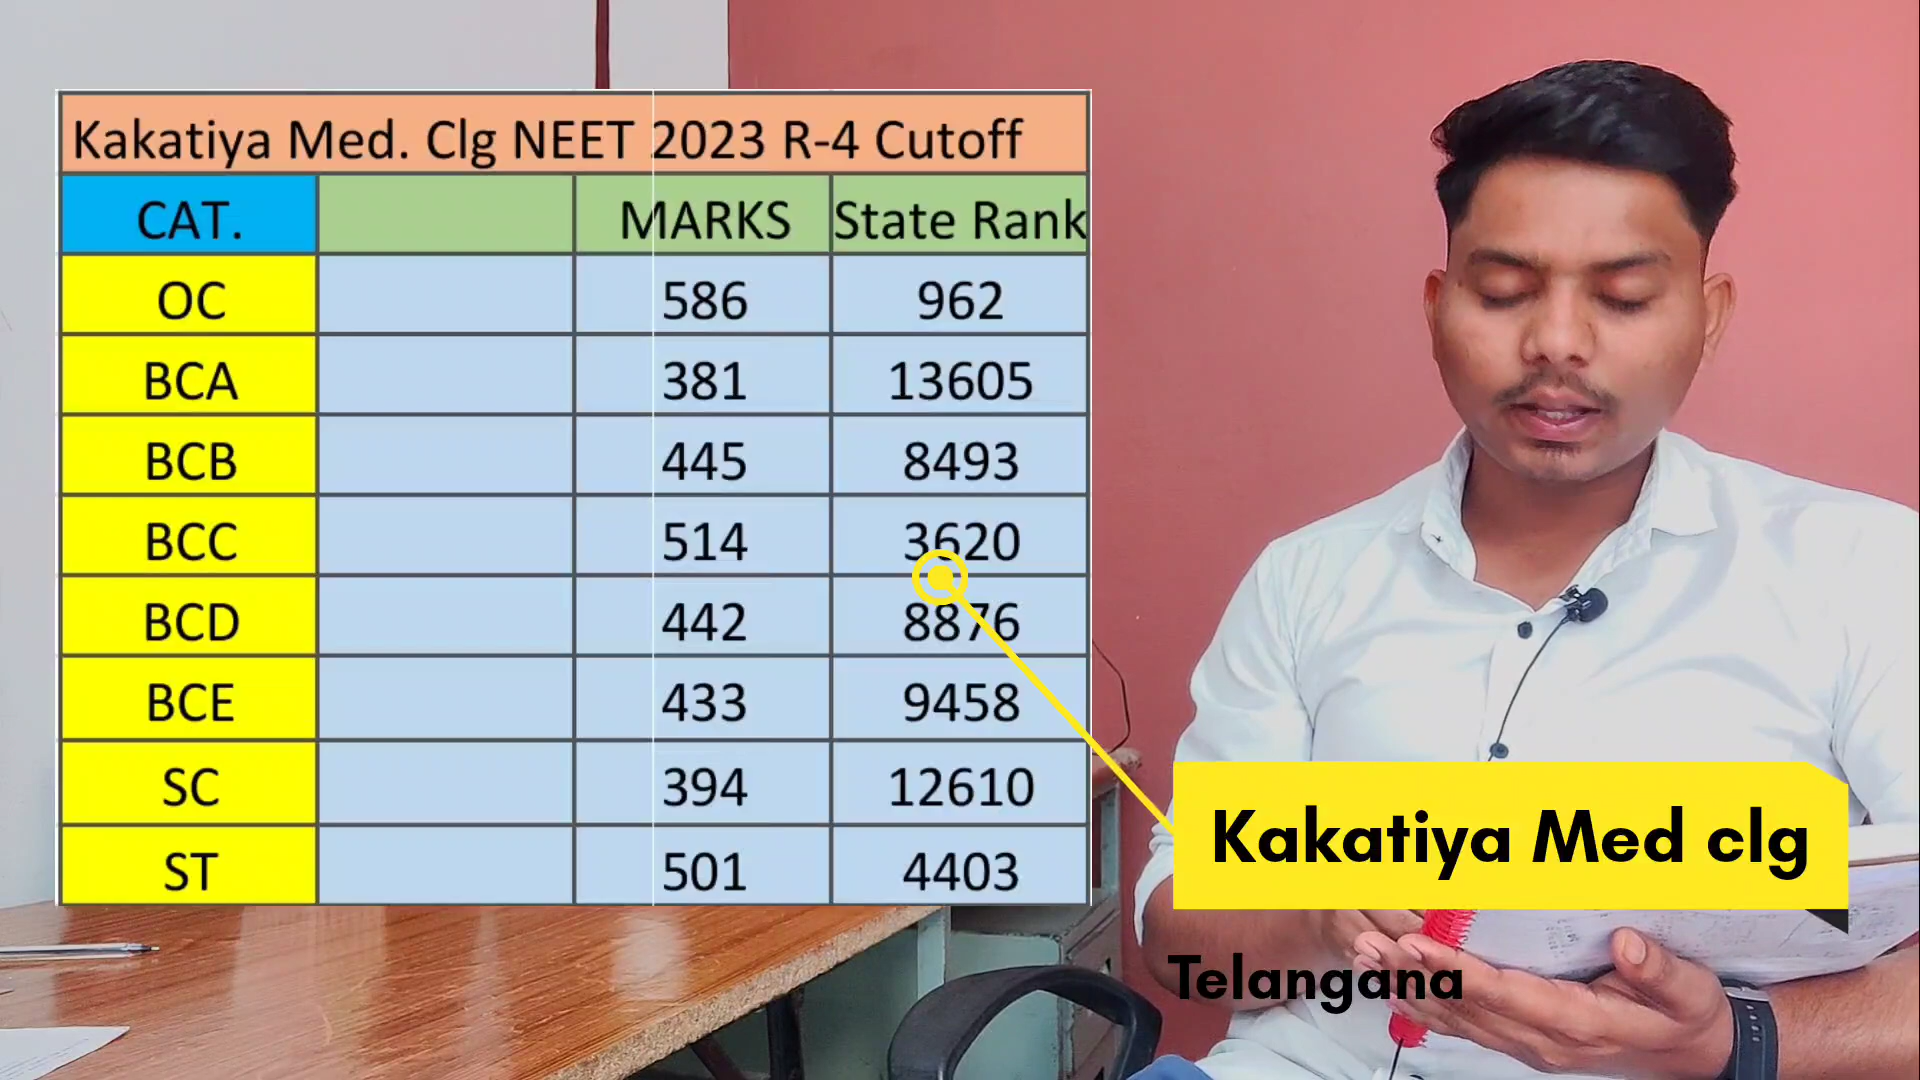 Kakatiya Med. Clg NEET 2023 R-4 Cutoff
CAT. MARKS State Rank
OC 586 962
BCA 381 13605
BCB 445 8493
BCC 514 3620
BCD 442 8876
BCE 433 9458
SC 394 12610
ST 501 4403
Kakatiya Med clg
Telangana